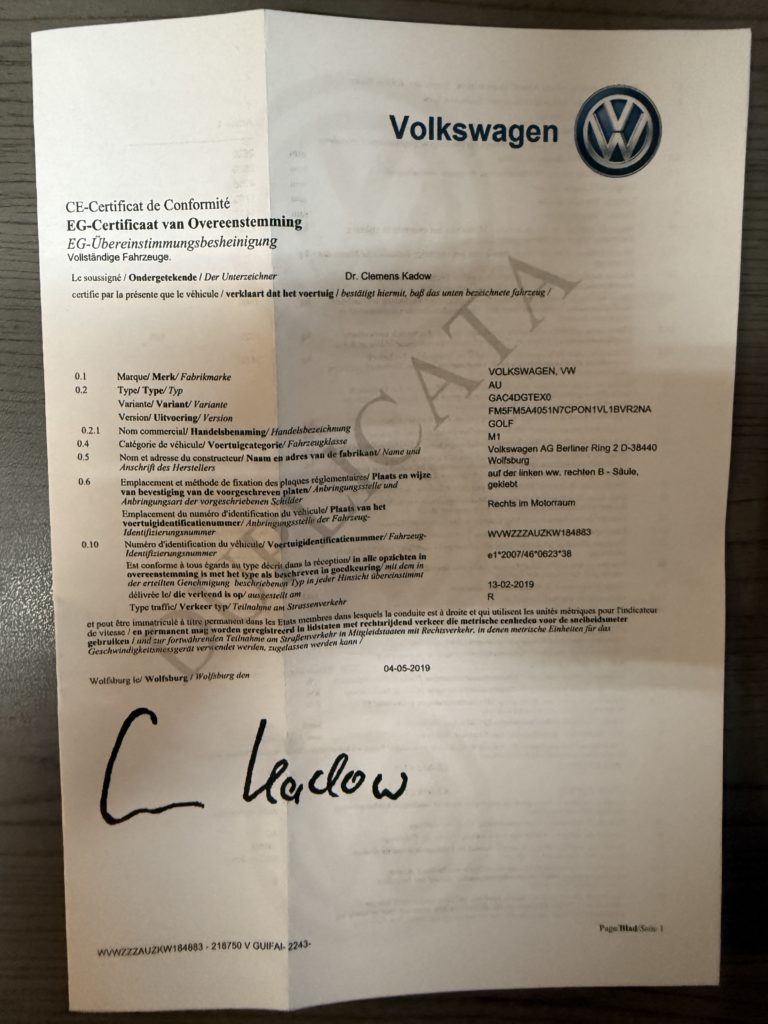 Volkswagen
CE-Certificat de Conformité
EG-Certificaat van Overeenstemming
EG-Übereinstimmungsbesheinigung
Vollständige Fahrzeuge.
Le soussigné / Ondergetekende / Der Unterzeichner Dr. Clemens Kadow
certifie par la présente que le véhicule / verklaart dat het voertuig / bestätigt hiermit, baß das unten bezeichnete fahrzeug /
DUPLICATA
0.1 Marque/ Merk/ Fabrikmarke VOLKSWAGEN, VW
0.2 Type/ Type/ Typ AU
Variante/ Variant/ Variante GAC4DGTEX0
Version/ Uitvoering/ Version FM5FM5A4051N7CPON1VL1BVR2NA
0.2.1 Nom commercial/ Handelsbenaming/ Handelsbezeichnung GOLF
0.4 Catégorie de véhicule/ Voertuigcategorie/ Fahrzeugklasse M1
0.5 Nom et adresse du constructeur/ Naam en adres van de fabrikant/ Name und Volkswagen AG Berliner Ring 2 D-38440
Anschrift des Herstellers Wolfsburg
0.6 Emplacement et méthode de fixation des plaques réglementaires/ Plaats en wijze auf der linken ww. rechten B - Säule,
van bevestiging van de voorgeschreven platen/ Anbringungsstelle und geklebt
Anbringungsart der vorgeschriebenen Schilder
Emplacement du numéro d'identification du véhicule/ Plaats van het Rechts im Motorraum
voertuigidentificatienummer/ Anbringungsstelle der Fahrzeug-
Identifizierungsnummer
0.10 Numéro d'identification du véhicule/ Voertuigidentificatienummer/ Fahrzeug- VWVZZZAUZKW184883
Identifizierungsnummer
Est conforme à tous égards au type décrit dans la réception/ in alle opzichten in e1*2007/46*0623*38
overeenstemming is met het type als beschreven in goedkeuring/ mit dem in
der erteilten Genehmigung beschriebenen Typ in jeder Hinsicht übereinstimmt
délivrée le/ die verleend is op/ ausgestellt am 13-02-2019
Type traffic/ Verkeer typ/ Teilnahme am Strassenverkehr R
et peut être immatriculé à titre permanent dans les Etats membres dans lesquels la conduite est à droite et qui utilisent les unités métriques pour l'indicateur
de vitesse / en permanent mag worden geregistreerd in lidstaten met rechtsrijdend verkeer die metrische eenheden voor de snelheidsmeter
gebruiken / und zur fortwährenden Teilnahme am Straßenverkehr in Mitgliedstaaten mit Rechtsverkehr, in denen metrische Einheiten für das
Geschwindigkeitsmessgerät verwendet werden, zugelassen werden kann /
Wolfsburg le/ Wolfsburg / Wolfsburg den 04-05-2019
Kadow
WVWZZZAUZKW184883 - 218750 V GUIFAI- 2243-
Page/Blad/Seite 1